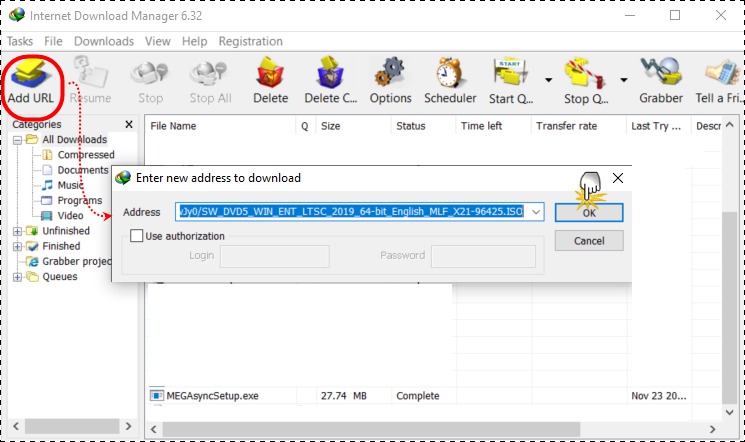 Internet Download Manager 6.32
Tasks File Downloads View Help Registration
Add URL Resume Stop Stop All Delete Delete C... Options Scheduler Start Q... Stop Q... Grabber Tell a Fri...
Categories X
File Name Q Size Status Time left Transfer rate Last Try ... Descr
All Downloads
Compressed
Documents
Music
Programs
Video
Unfinished
Finished
Grabber projec
Queues
Enter new address to download
Address /SW_DVD5_WIN_ENT_LTSC_2019_64-bit_English_MLF_X21-96425.ISO OK
Use authorization Cancel
Login Password
MEGAsyncSetup.exe 27.74 MB Complete Nov 23 20...